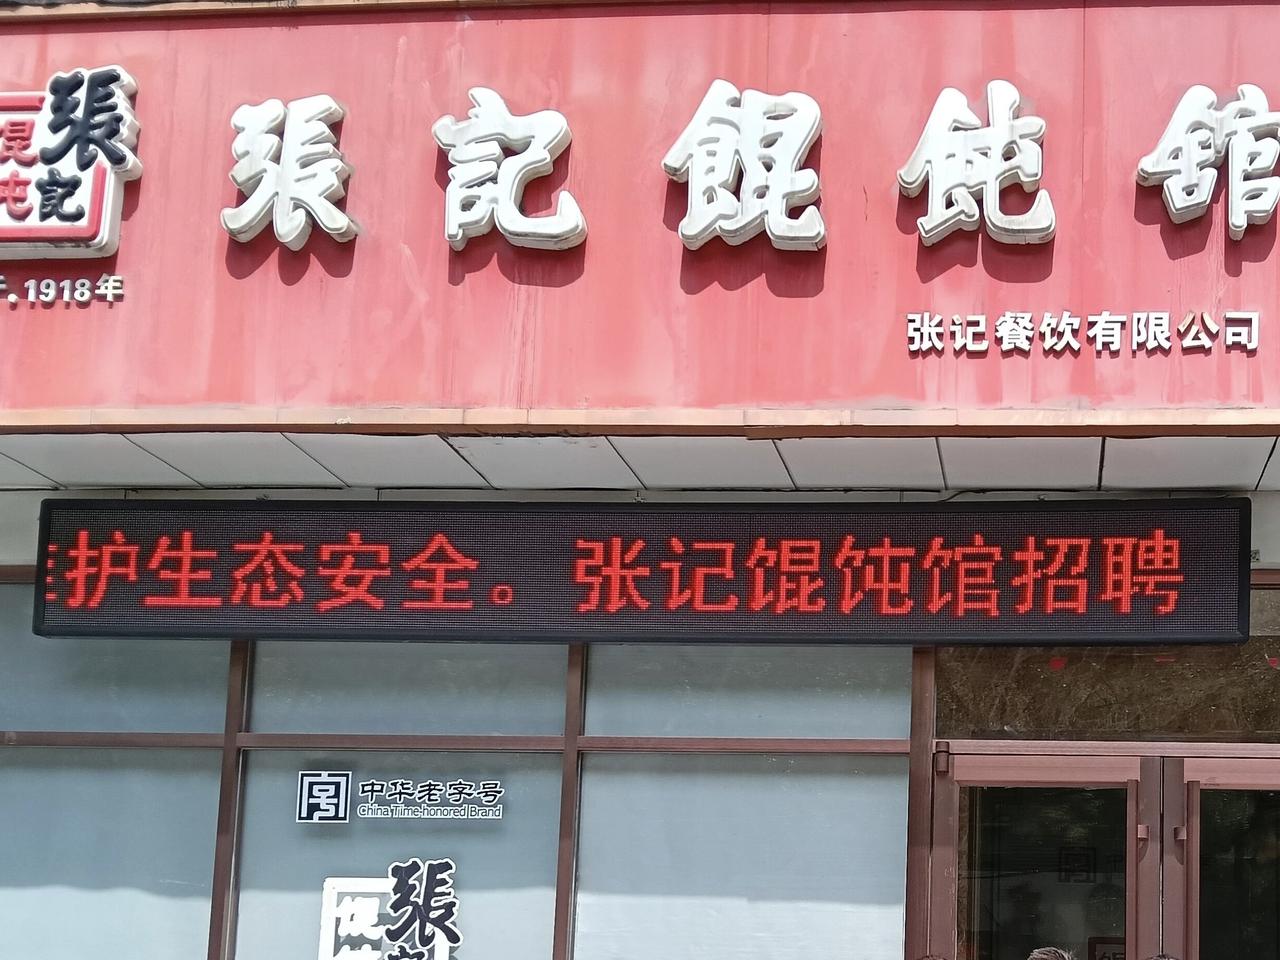 張記
馄饨
張記餛飩館
.1918年
张记餐饮有限公司
护生态安全。张记馄饨馆招聘
中华老字号
China Time-honored Brand
張